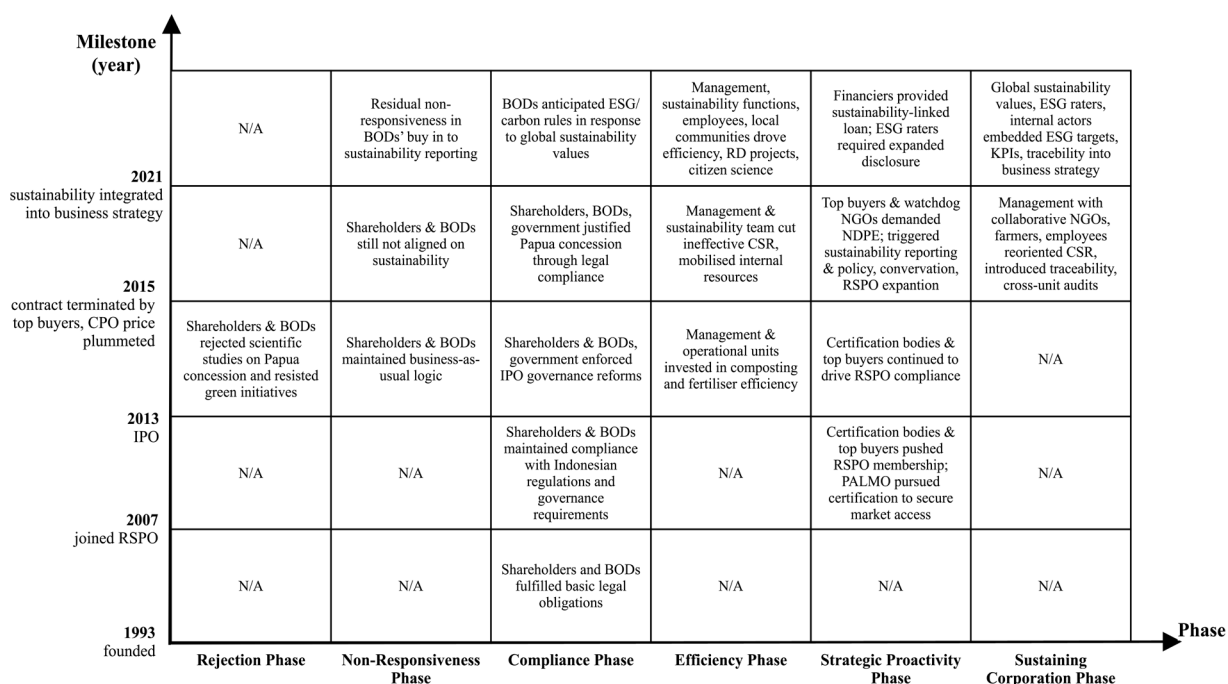 Milestone
(year)
N/A
Residual non-
responsiveness in
BODs' buy in to
sustainability reporting
BODs anticipated ESG/
carbon rules in response
to global sustainability
values
Management,
sustainability functions,
employees, local
communities drove
efficiency, RD projects,
citizen science
Financiers provided
sustainability-linked
loan; ESG raters
required expanded
disclosure
Global sustainability
values, ESG raters,
internal actors
embedded ESG targets,
KPIs, tracebility into
business strategy
2021
sustainability integrated
into business strategy
N/A
Shareholders & BODs
still not aligned on
sustainability
Shareholders, BODs,
government justified
Papua concession
through legal
compliance
Management &
sustainability team cut
ineffective CSR,
mobilised internal
resources
Top buyers & watchdog
NGOs demanded
NDPE; triggered
sustainability reporting
& policy, convervation,
RSPO expantion
Management with
collaborative NGOs,
farmers, employees
reoriented CSR,
introduced traceability,
cross-unit audits
2015
contract terminated by
top buyers, CPO price
plummeted
Shareholders & BODs
rejected scientific
studies on Papua
concession and resisted
green initiatives
Shareholders & BODs
maintained business-as-
usual logic
Shareholders & BODs,
government enforced
IPO governance reforms
Management &
operational units
invested in composting
and fertiliser efficiency
Certification bodies &
top buyers continued to
drive RSPO compliance
N/A
2013
IPO
N/A
N/A
Shareholders & BODs
maintained compliance
with Indonesian
regulations and
governance
requirements
N/A
Certification bodies &
top buyers pushed
RSPO membership;
PALMO pursued
certification to secure
market access
N/A
2007
joined RSPO
N/A
N/A
Shareholders and BODs
fulfilled basic legal
obligations
N/A
N/A
N/A
1993
founded
Phase
Rejection Phase
Non-Responsiveness
Phase
Compliance Phase
Efficiency Phase
Strategic Proactivity
Phase
Sustaining
Corporation Phase